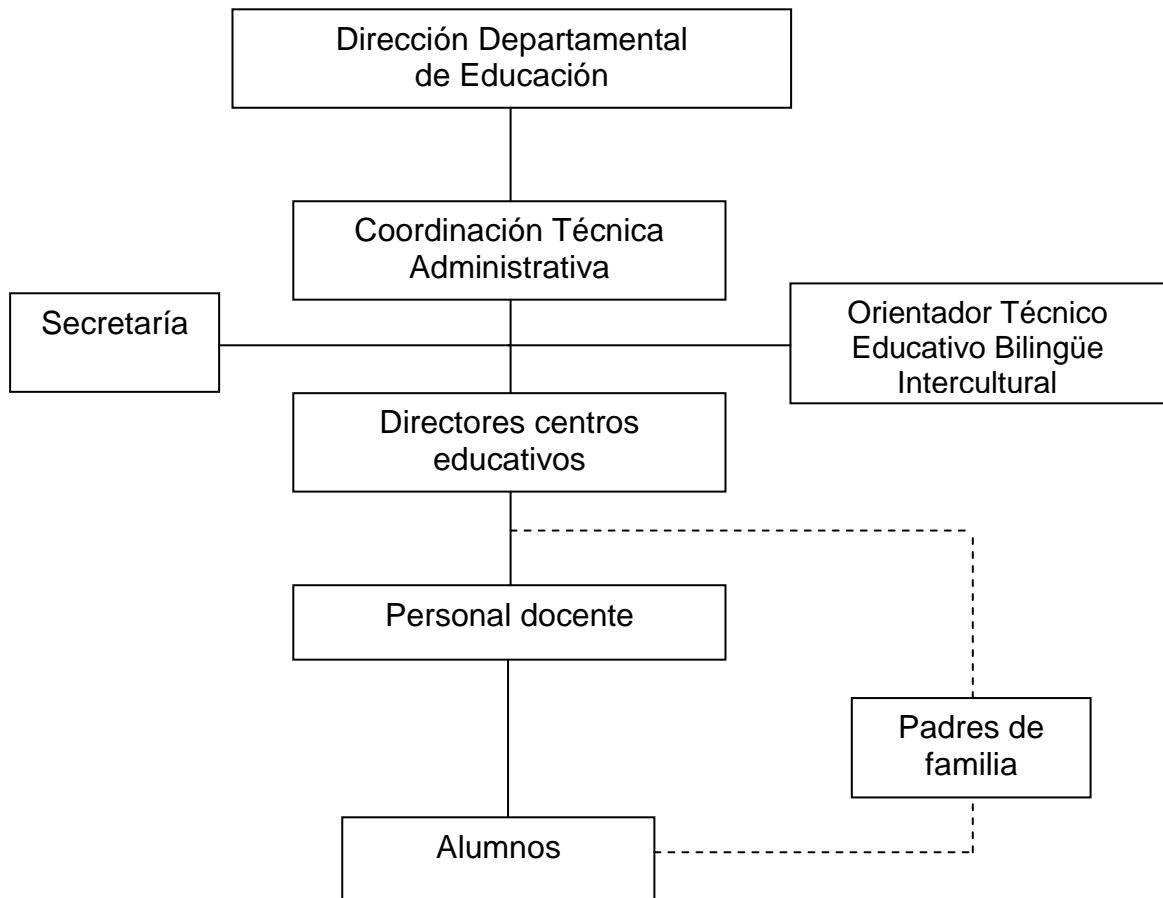 Dirección Departamental
de Educación
Coordinación Técnica
Administrativa
Secretaría
Orientador Técnico
Educativo Bilingüe
Intercultural
Directores centros
educativos
Personal docente
Padres de
familia
Alumnos